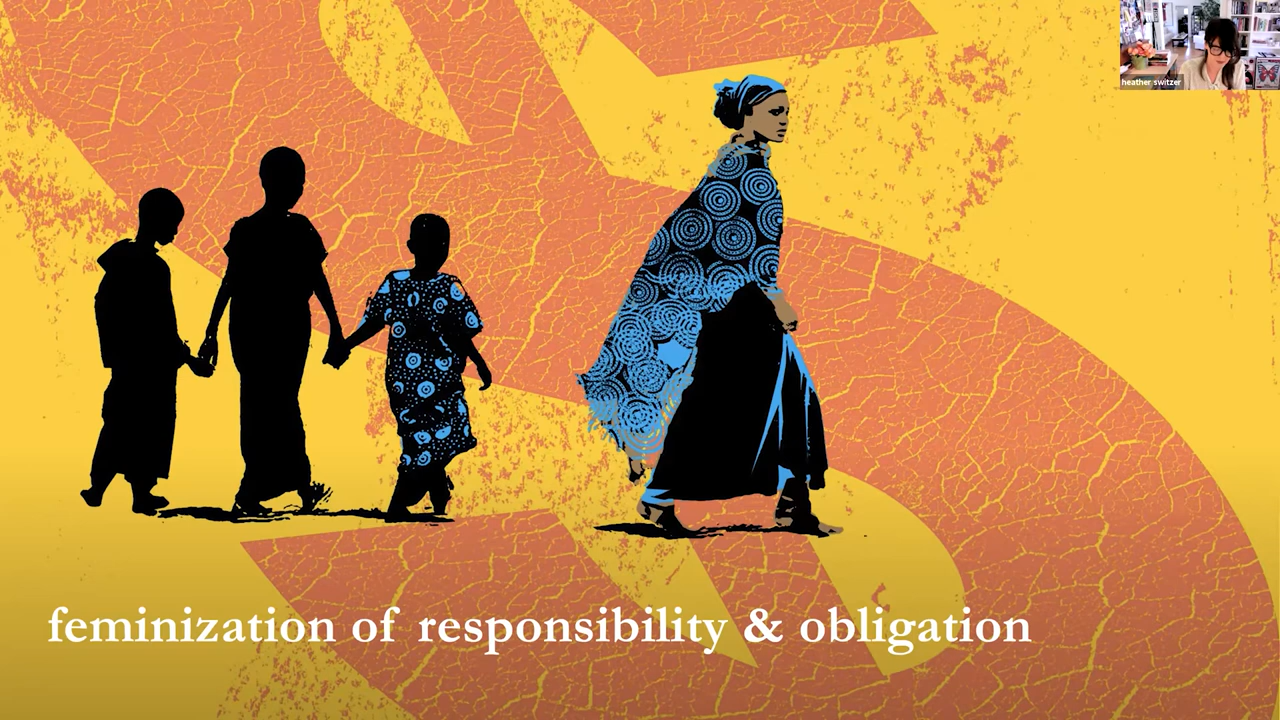 heather switzer
feminization of responsibility & obligation